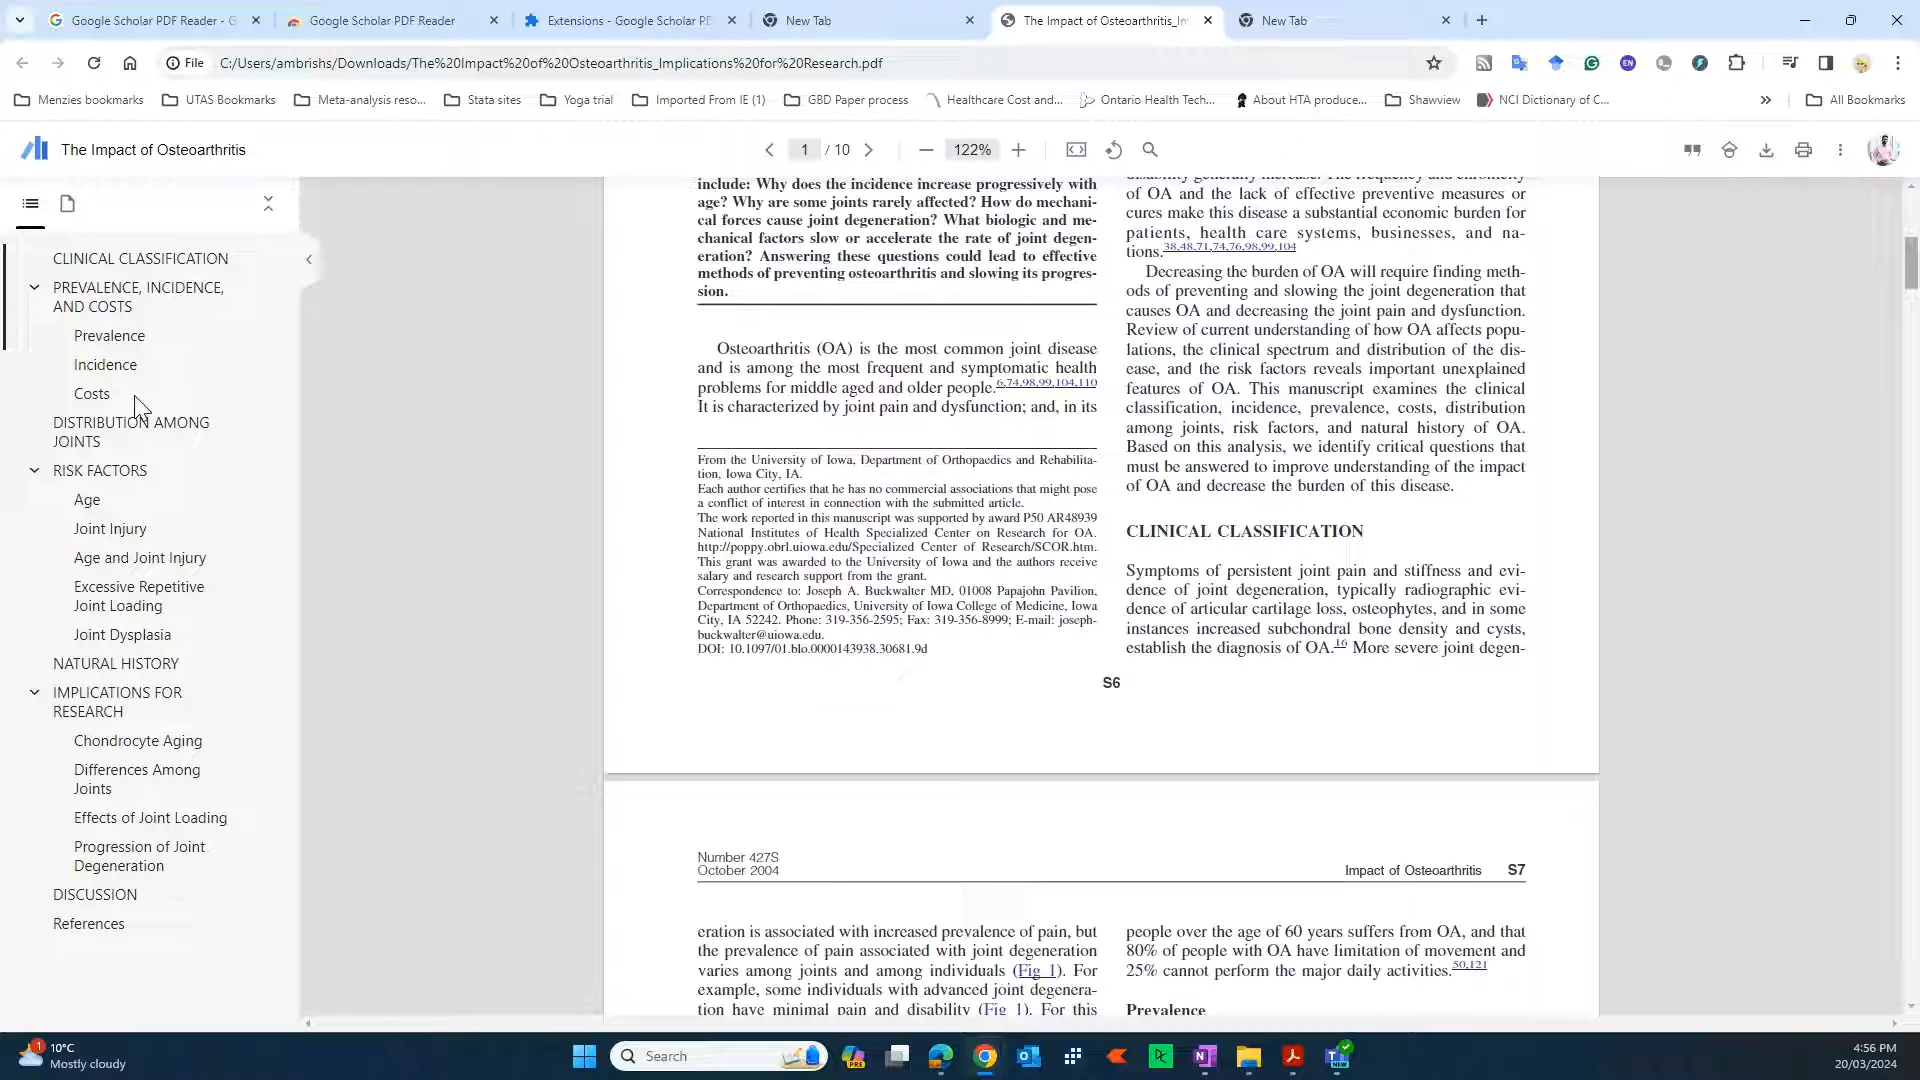 Google Scholar PDF Reader - G
Google Scholar PDF Reader
Extensions - Google Scholar PD
New Tab
The Impact of Osteoarthritis_Im
New Tab
File
C:/Users/ambrishs/Downloads/The%20Impact%20of%20Osteoarthritis_Implications%20for%20Research.pdf
Menzies bookmarks
UTAS Bookmarks
Meta-analysis reso...
Stata sites
Yoga trial
Imported From IE (1)
GBD Paper process
Healthcare Cost and...
Ontario Health Tech...
About HTA produce...
Shawview
NCI Dictionary of C...
All Bookmarks
The Impact of Osteoarthritis
1 / 10
122%
CLINICAL CLASSIFICATION
PREVALENCE, INCIDENCE,
AND COSTS
Prevalence
Incidence
Costs
DISTRIBUTION AMONG
JOINTS
RISK FACTORS
Age
Joint Injury
Age and Joint Injury
Excessive Repetitive
Joint Loading
Joint Dysplasia
NATURAL HISTORY
IMPLICATIONS FOR
RESEARCH
Chondrocyte Aging
Differences Among
Joints
Effects of Joint Loading
Progression of Joint
Degeneration
DISCUSSION
References
include: Why does the incidence increase progressively with
age? Why are some joints rarely affected? How do mechani-
cal forces cause joint degeneration? What biologic and me-
chanical factors slow or accelerate the rate of joint degen-
eration? Answering these questions could lead to effective
methods of preventing osteoarthritis and slowing its progres-
sion.
Osteoarthritis (OA) is the most common joint disease
and is among the most frequent and symptomatic health
problems for middle aged and older people.6,74,98,99,104,110
It is characterized by joint pain and dysfunction; and, in its
From the University of Iowa, Department of Orthopaedics and Rehabilita-
tion, Iowa City, IA.
Each author certifies that he has no commercial associations that might pose
a conflict of interest in connection with the submitted article.
The work reported in this manuscript was supported by award P50 AR48939
National Institutes of Health Specialized Center on Research for OA.
http://poppy.obrl.uiowa.edu/Specialized Center of Research/SCOR.htm.
This grant was awarded to the University of Iowa and the authors receive
salary and research support from the grant.
Correspondence to: Joseph A. Buckwalter MD, 01008 Papajohn Pavilion,
Department of Orthopaedics, University of Iowa College of Medicine, Iowa
City, IA 52242. Phone: 319-356-2595; Fax: 319-356-8999; E-mail: joseph-
buckwalter@uiowa.edu.
DOI: 10.1097/01.blo.0000143938.30681.9d
disability generally increase. The frequency and chronicity
of OA and the lack of effective preventive measures or
cures make this disease a substantial economic burden for
patients, health care systems, businesses, and na-
tions.38,48,71,74,76,98,99,104
Decreasing the burden of OA will require finding meth-
ods of preventing and slowing the joint degeneration that
causes OA and decreasing the joint pain and dysfunction.
Review of current understanding of how OA affects popu-
lations, the clinical spectrum and distribution of the dis-
ease, and the risk factors reveals important unexplained
features of OA. This manuscript examines the clinical
classification, incidence, prevalence, costs, distribution
among joints, risk factors, and natural history of OA.
Based on this analysis, we identify critical questions that
must be answered to improve understanding of the impact
of OA and decrease the burden of this disease.
CLINICAL CLASSIFICATION
Symptoms of persistent joint pain and stiffness and evi-
dence of joint degeneration, typically radiographic evi-
dence of articular cartilage loss, osteophytes, and in some
instances increased subchondral bone density and cysts,
establish the diagnosis of OA.16 More severe joint degen-
S6
Number 427S
October 2004
Impact of Osteoarthritis S7
eration is associated with increased prevalence of pain, but
the prevalence of pain associated with joint degeneration
varies among joints and among individuals (Fig 1). For
example, some individuals with advanced joint degenera-
tion have minimal pain and disability (Fig 1). For this
people over the age of 60 years suffers from OA, and that
80% of people with OA have limitation of movement and
25% cannot perform the major daily activities.50,121
Prevalence
1
10°C
Mostly cloudy
Search
PRE
NEW
4:56 PM
20/03/2024